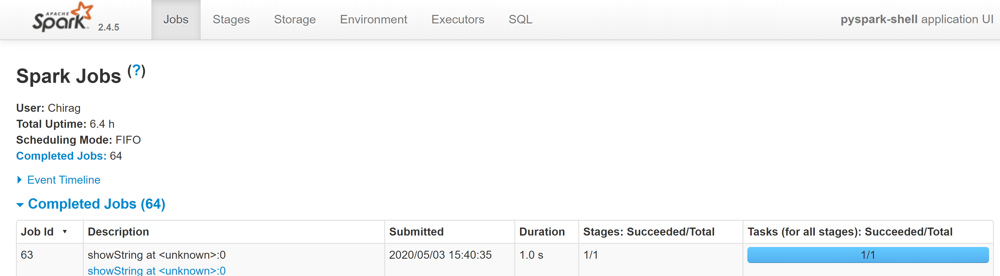 APACHE
Spark™ 2.4.5 Jobs Stages Storage Environment Executors SQL pyspark-shell application UI
Spark Jobs (?)
User: Chirag
Total Uptime: 6.4 h
Scheduling Mode: FIFO
Completed Jobs: 64
Event Timeline
Completed Jobs (64)
Job Id ▼ Description Submitted Duration Stages: Succeeded/Total Tasks (for all stages): Succeeded/Total
63 showString at <unknown>:0 2020/05/03 15:40:35 1.0 s 1/1 1/1
showString at <unknown>:0